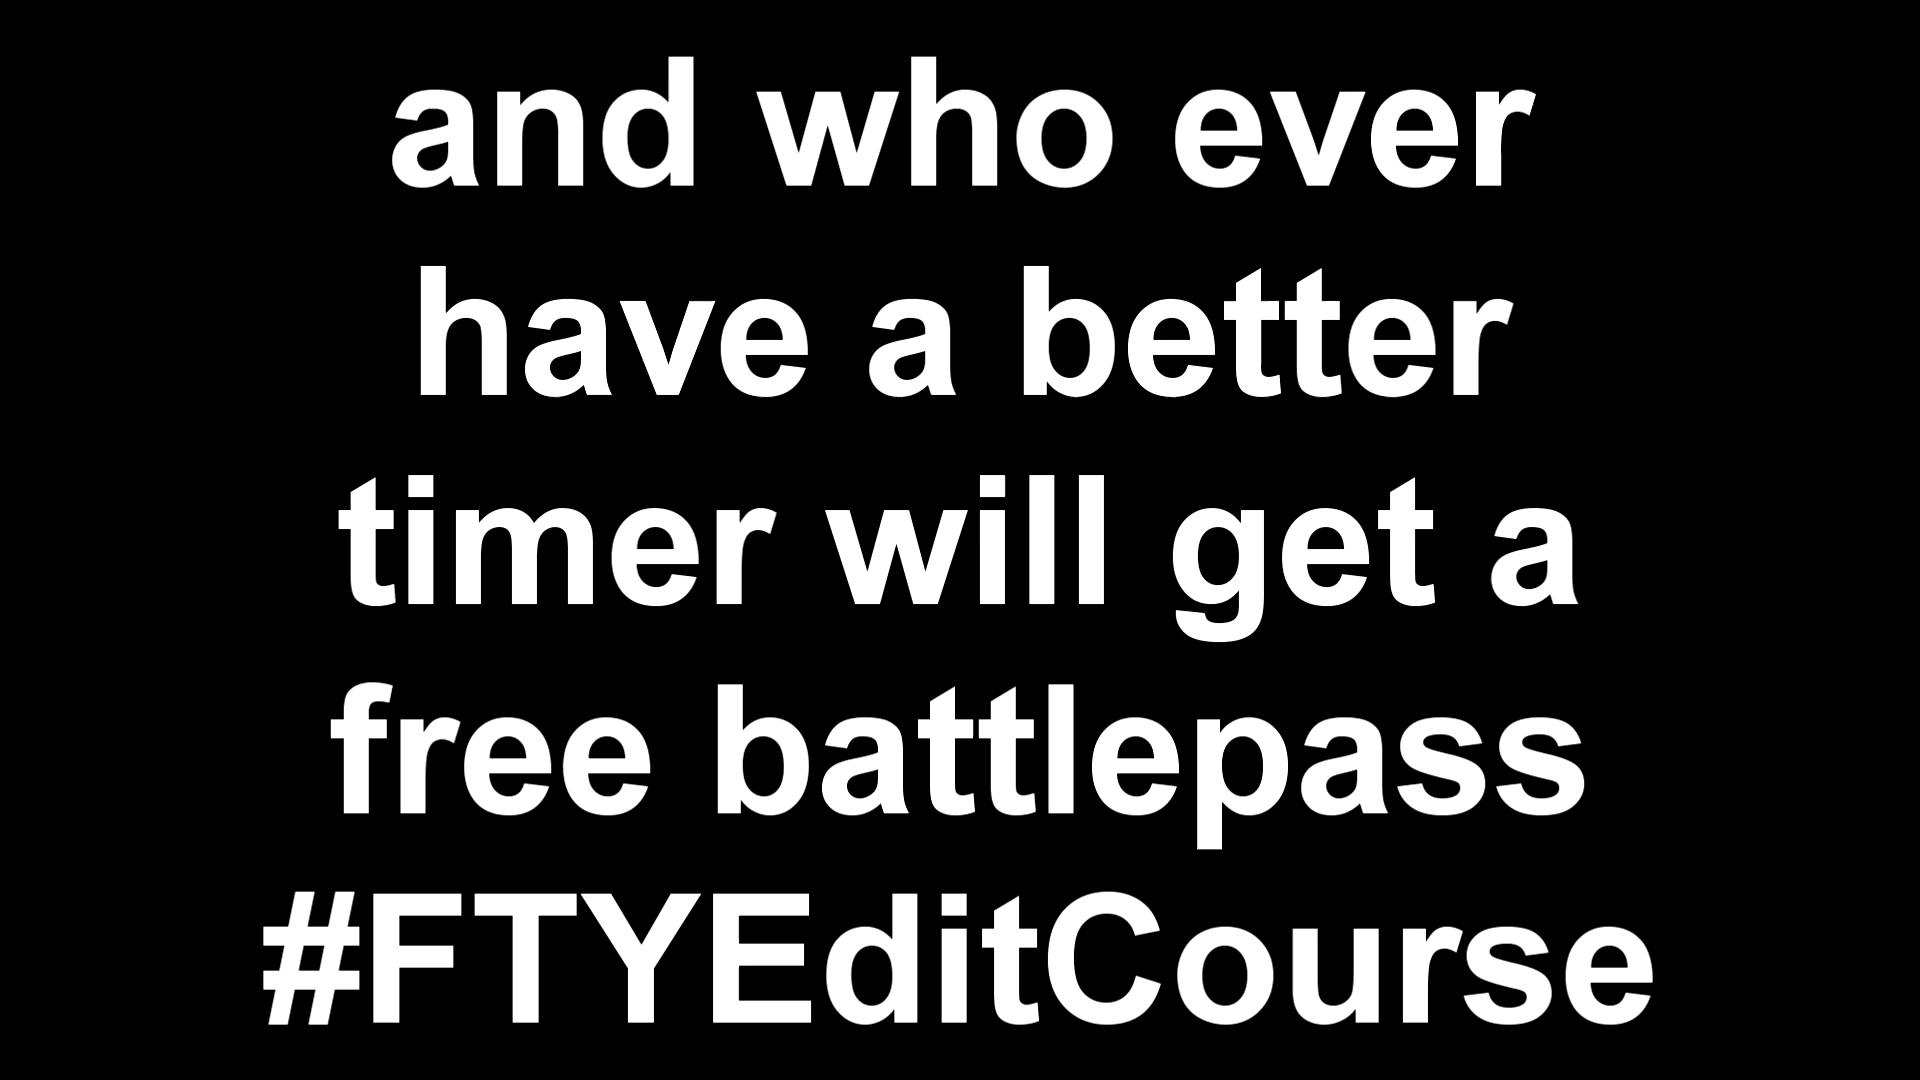 and who ever
have a better
timer will get a
free battlepass
#FTYEditCourse